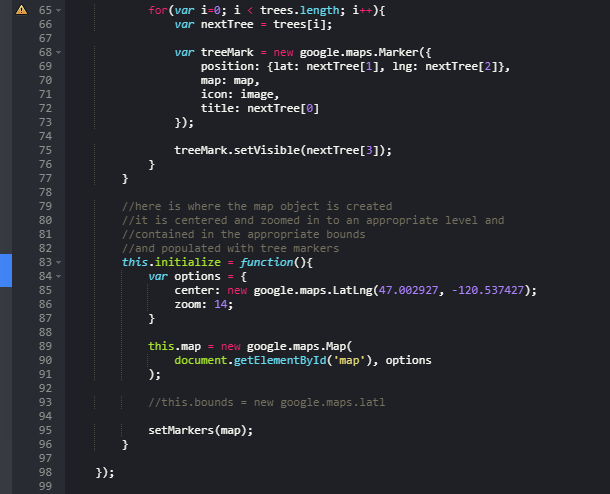 65 for(var i=0; i < trees.length; i++){
66 var nextTree = trees[i];
67
68 var treeMark = new google.maps.Marker({
69 position: {lat: nextTree[1], lng: nextTree[2]},
70 map: map,
71 icon: image,
72 title: nextTree[0]
73 });
74
75 treeMark.setVisible(nextTree[3]);
76 }
77 }
78
79 //here is where the map object is created
80 //it is centered and zoomed in to an appropriate level and
81 //contained in the appropriate bounds
82 //and populated with tree markers
83 this.initialize = function(){
84 var options = {
85 center: new google.maps.LatLng(47.002927, -120.537427);
86 zoom: 14;
87 }
88
89 this.map = new google.maps.Map(
90 document.getElementById('map'), options
91 );
92
93 //this.bounds = new google.maps.latl
94
95 setMarkers(map);
96 }
97
98 });
99